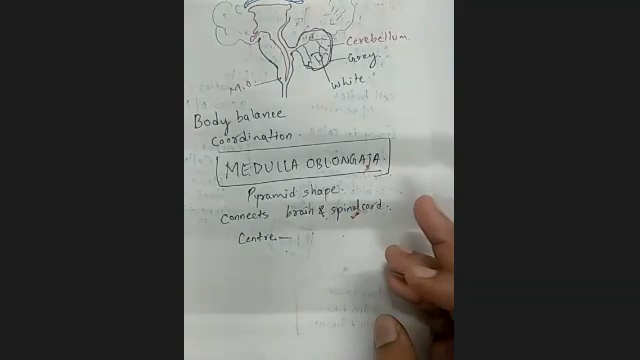 Cerebellum
Grey
White
M.O.
Body balance
Coordination.
MEDULLA OBLONGATA.
Pyramid shape.
Connects brain & spinal cord.
Centre —